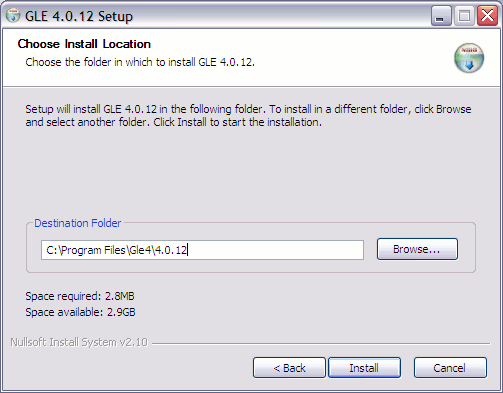 GLE 4.0.12 Setup
Choose Install Location
Choose the folder in which to install GLE 4.0.12.
Setup will install GLE 4.0.12 in the following folder. To install in a different folder, click Browse
and select another folder. Click Install to start the installation.
Destination Folder
C:\Program Files\Gle4\4.0.12
Browse...
Space required: 2.8MB
Space available: 2.9GB
Nullsoft Install System v2.10
< Back
Install
Cancel